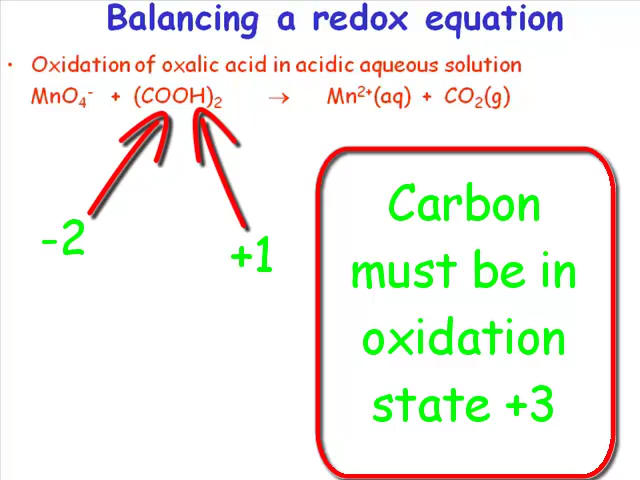 Balancing a redox equation
• Oxidation of oxalic acid in acidic aqueous solution
MnO₄⁻ + (COOH)₂ → Mn²⁺(aq) + CO₂(g)
-2
+1
Carbon
must be in
oxidation
state +3